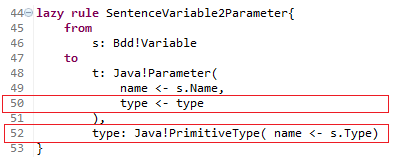 44 lazy rule SentenceVariable2Parameter{
45 from
46 s: Bdd!Variable
47 to
48 t: Java!Parameter(
49 name <- s.Name,
50 type <- type
51 ),
52 type: Java!PrimitiveType( name <- s.Type)
53 }